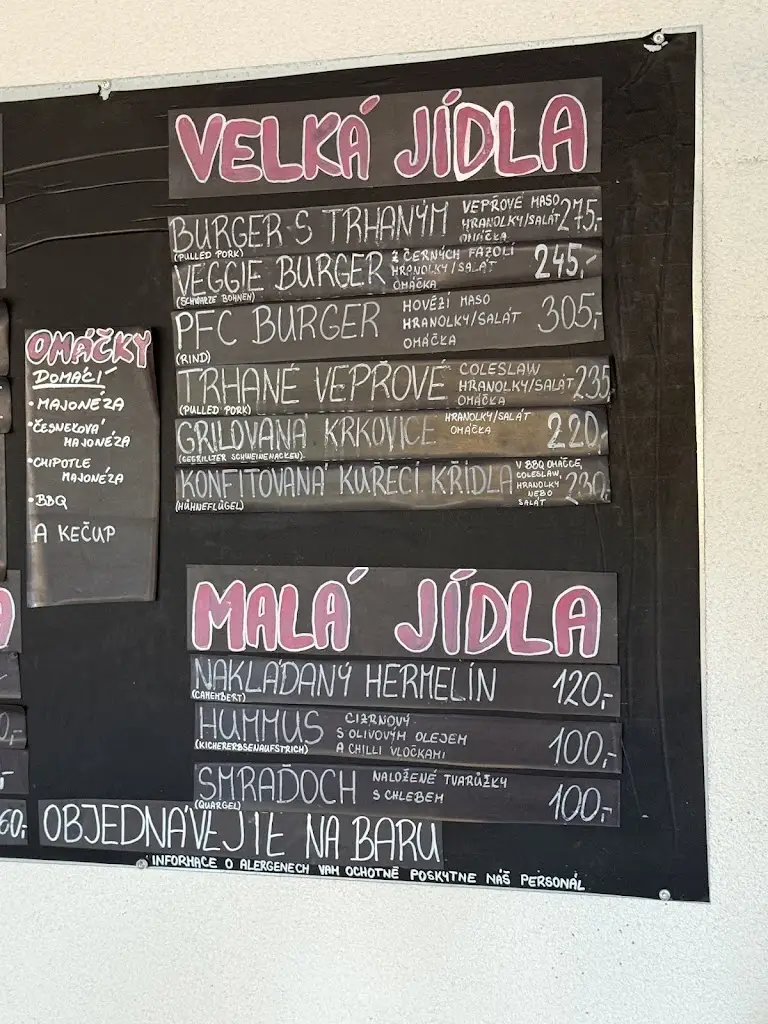 VELKÁ JÍDLA
BURGER S TRHANÝM VEPŘOVÉ MASO 275,-
HRANOLKY/SALÁT
OMÁČKA
(PULLED PORK)
VEGGIE BURGER Z ČERNÝCH FAZOLÍ 245,-
HRANOLKY/SALÁT
OMÁČKA
(SCHWARZE BOHNEN)
PFC BURGER HOVĚZÍ MASO 305,-
HRANOLKY/SALÁT
OMÁČKA
(RIND)
TRHANÉ VEPŘOVÉ COLESLAW 235
HRANOLKY/SALÁT
OMÁČKA
(PULLED PORK)
GRILOVANÁ KRKOVICE HRANOLKY/SALÁT 220,-
OMÁČKA
(GEGRILLTER SCHWEINENACKEN)
KONFITOVANÁ KUŘECÍ KŘÍDLA V BBQ OMÁČCE, 230,-
COLESLAW,
HRANOLKY
NEBO
SALÁT
(HÜHNEFLÜGEL)
OMÁČKY
DOMÁCÍ
•MAJONÉZA
•ČESNEKOVÁ
MAJONÉZA
•CHIPOTLE
MAJONÉZA
•BBQ
A KEČUP
MALÁ JÍDLA
NAKLÁDANÝ HERMELÍN 120,-
(CAMEMBERT)
HUMMUS CIZRNOVÝ 100,-
S OLIVOVÝM OLEJEM
A CHILLI VLOČKAMI
(KICHERERBSENAUFSTRICH)
SMRAĎOCH NALOŽENÉ TVARŮŽKY 100,-
S CHLEBEM
(QUARGEL)
60,-
OBJEDNÁVEJTE NA BARU
INFORMACE O ALERGENECH VÁM OCHOTNĚ POSKYTNE NÁŠ PERSONÁL